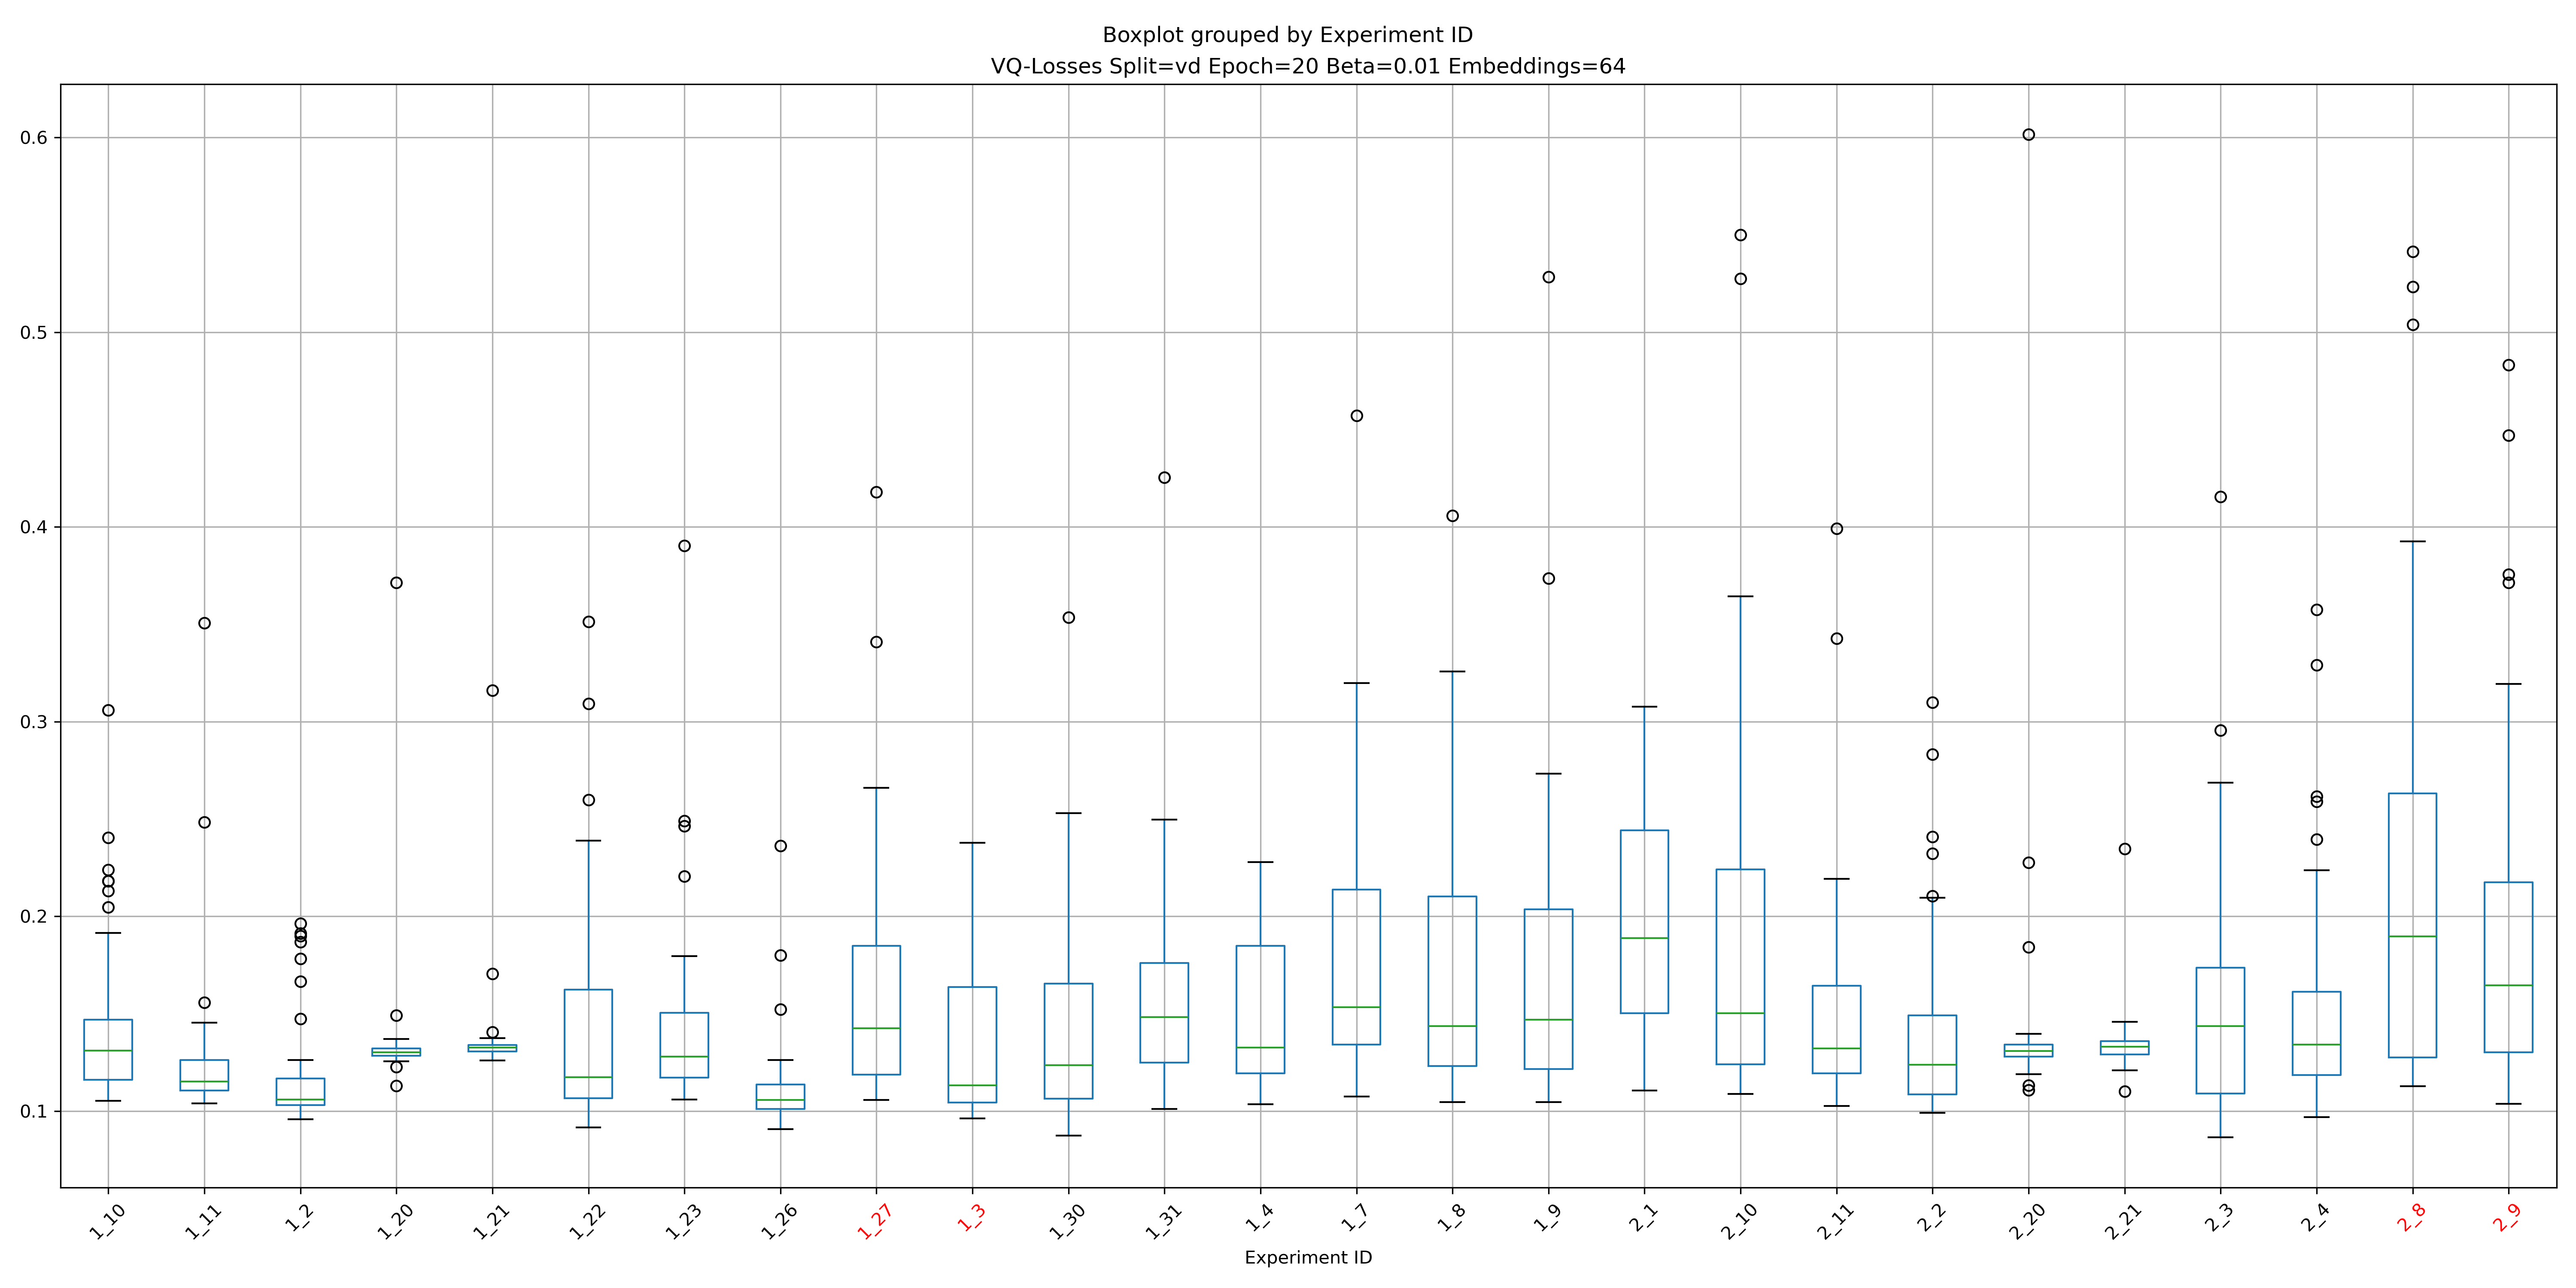 Boxplot grouped by Experiment ID
VQ-Losses Split=vd Epoch=20 Beta=0.01 Embeddings=64
0.6
0.5
0.4
0.3
0.2
0.1
1_10 1_11 1_2 1_20 1_21 1_22 1_23 1_26 1_27 1_3 1_30 1_31 1_4 1_7 1_8 1_9 2_1 2_10 2_11 2_2 2_20 2_21 2_3 2_4 2_8 2_9
Experiment ID